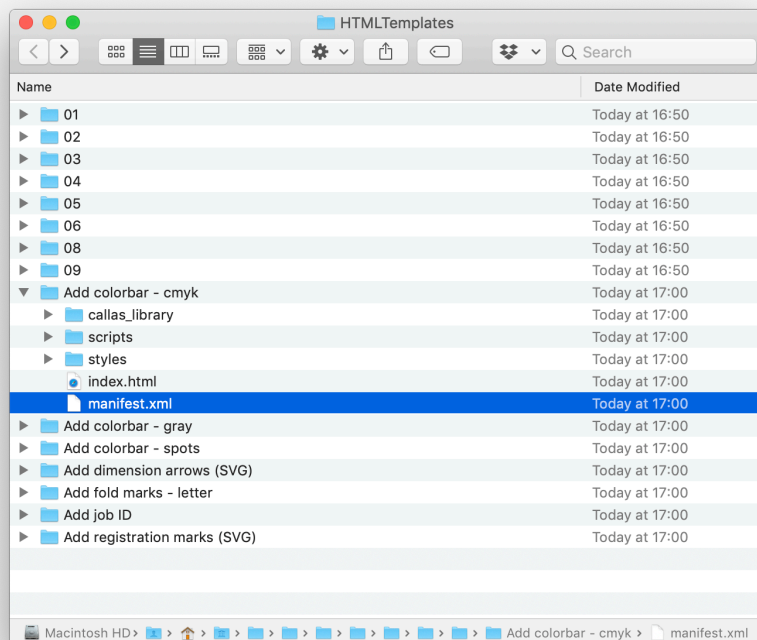 HTMLTemplates
Search
Name Date Modified
01 Today at 16:50
02 Today at 16:50
03 Today at 16:50
04 Today at 16:50
05 Today at 16:50
06 Today at 16:50
08 Today at 16:50
09 Today at 16:50
Add colorbar - cmyk Today at 17:00
callas_library Today at 17:00
scripts Today at 17:00
styles Today at 17:00
index.html Today at 17:00
manifest.xml Today at 17:00
Add colorbar - gray Today at 17:00
Add colorbar - spots Today at 17:00
Add dimension arrows (SVG) Today at 17:00
Add fold marks - letter Today at 17:00
Add job ID Today at 17:00
Add registration marks (SVG) Today at 17:00
Macintosh HD › › › › › › › › › › › Add colorbar - cmyk › manifest.xml